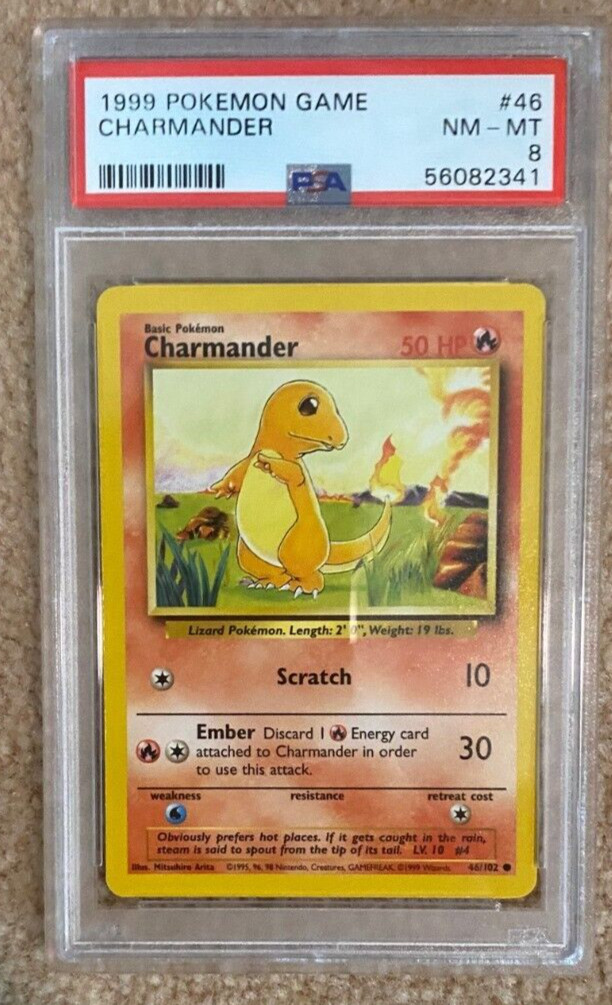 1999 POKEMON GAME #46
CHARMANDER NM - MT
8
PSA 56082341
Basic Pokémon
Charmander 50 HP
Lizard Pokémon. Length: 2' 0", Weight: 19 lbs.
Scratch 10
Ember Discard 1 Energy card
attached to Charmander in order
to use this attack.
30
weakness resistance retreat cost
Obviously prefers hot places. If it gets caught in the rain,
steam is said to spout from the tip of its tail. LV. 10 #4
Illus. Mitsuhiro Arita ©1995, 96, 98 Nintendo, Creatures, GAMEFREAK. ©1999 Wizards. 46/102